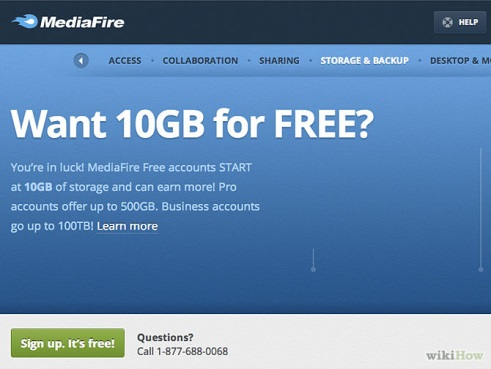 MediaFire
HELP
ACCESS • COLLABORATION • SHARING • STORAGE & BACKUP • DESKTOP & M
Want 10GB for FREE?
You're in luck! MediaFire Free accounts START
at 10GB of storage and can earn more! Pro
accounts offer up to 500GB. Business accounts
go up to 100TB! Learn more
Sign up. It's free!
Questions?
Call 1-877-688-0068
wikiHow